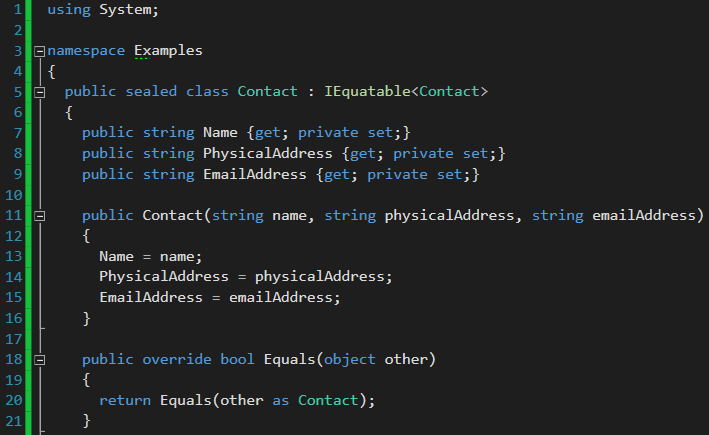 1 using System;
2
3 namespace Examples
4 {
5 public sealed class Contact : IEquatable<Contact>
6 {
7 public string Name {get; private set;}
8 public string PhysicalAddress {get; private set;}
9 public string EmailAddress {get; private set;}
10
11 public Contact(string name, string physicalAddress, string emailAddress)
12 {
13 Name = name;
14 PhysicalAddress = physicalAddress;
15 EmailAddress = emailAddress;
16 }
17
18 public override bool Equals(object other)
19 {
20 return Equals(other as Contact);
21 }